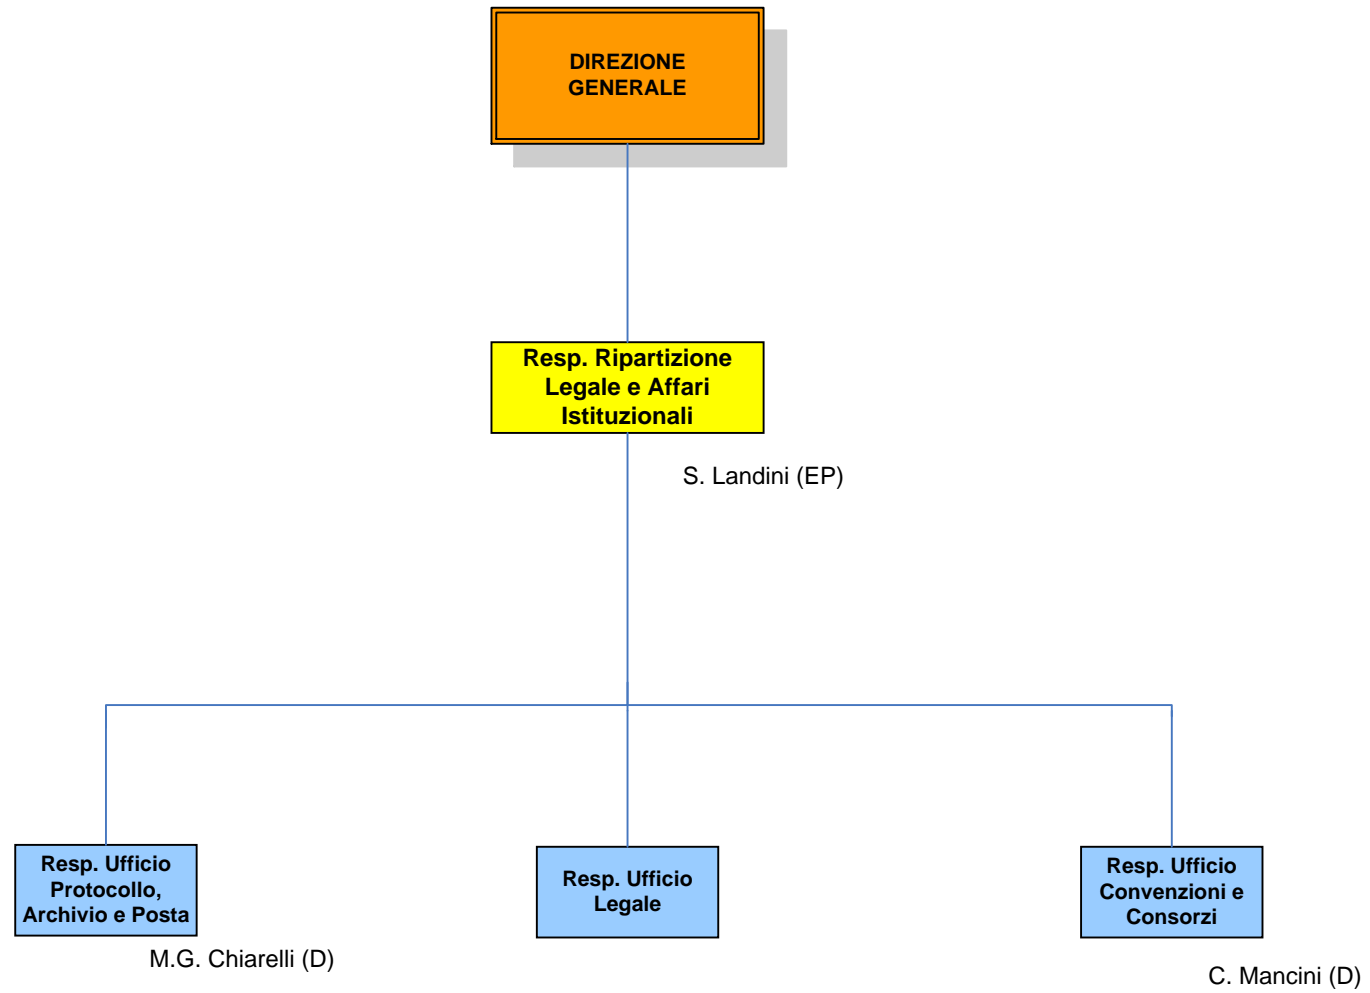 DIREZIONE
GENERALE
Resp. Ripartizione
Legale e Affari
Istituzionali
S. Landini (EP)
Resp. Ufficio
Protocollo,
Archivio e Posta
M.G. Chiarelli (D)
Resp. Ufficio
Legale
Resp. Ufficio
Convenzioni e
Consorzi
C. Mancini (D)